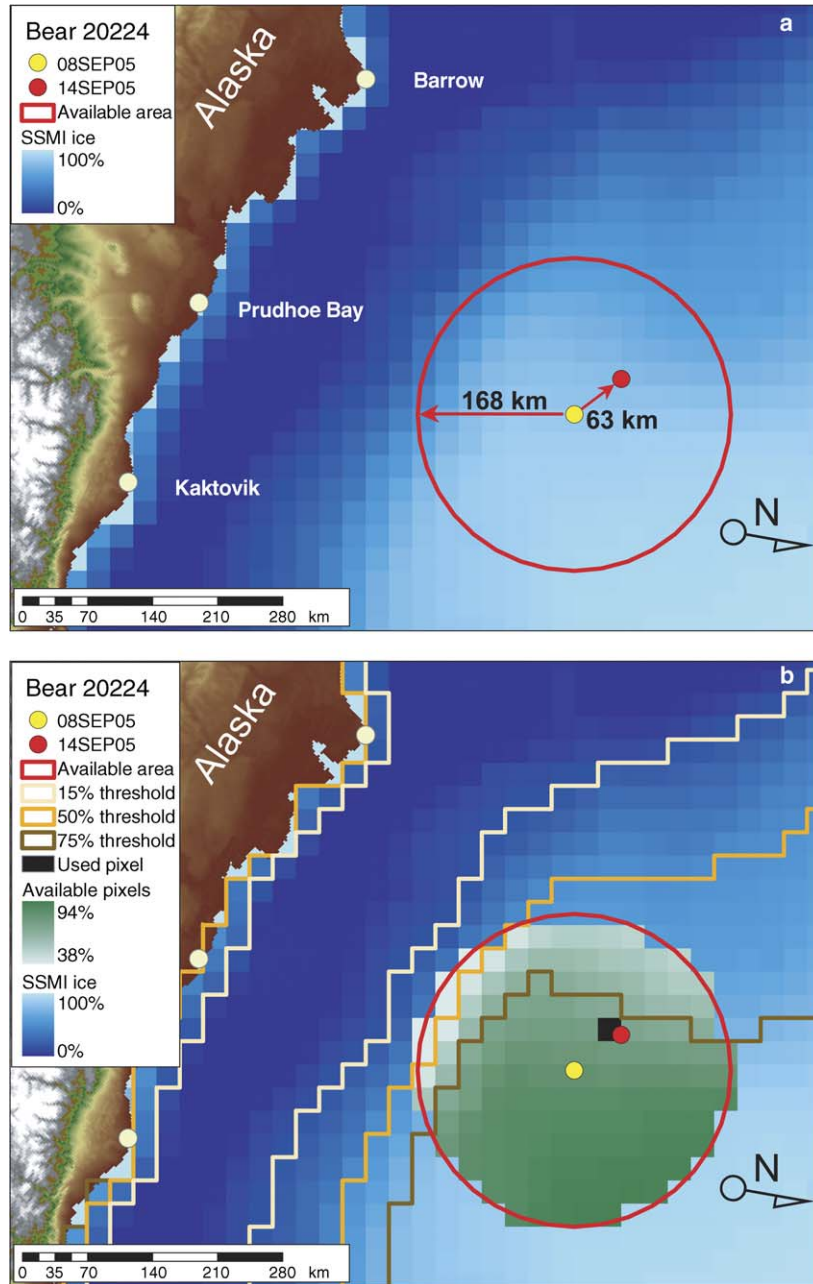 a
Bear 20224
08SEP05
14SEP05
Available area
SSMI ice
100%
0%
Alaska
Barrow
Prudhoe Bay
Kaktovik
168 km
63 km
N
0 35 70 140 210 280
km
b
Bear 20224
08SEP05
14SEP05
Available area
15% threshold
50% threshold
75% threshold
Used pixel
Available pixels
94%
38%
SSMI ice
100%
0%
Alaska
N
0 35 70 140 210 280
km